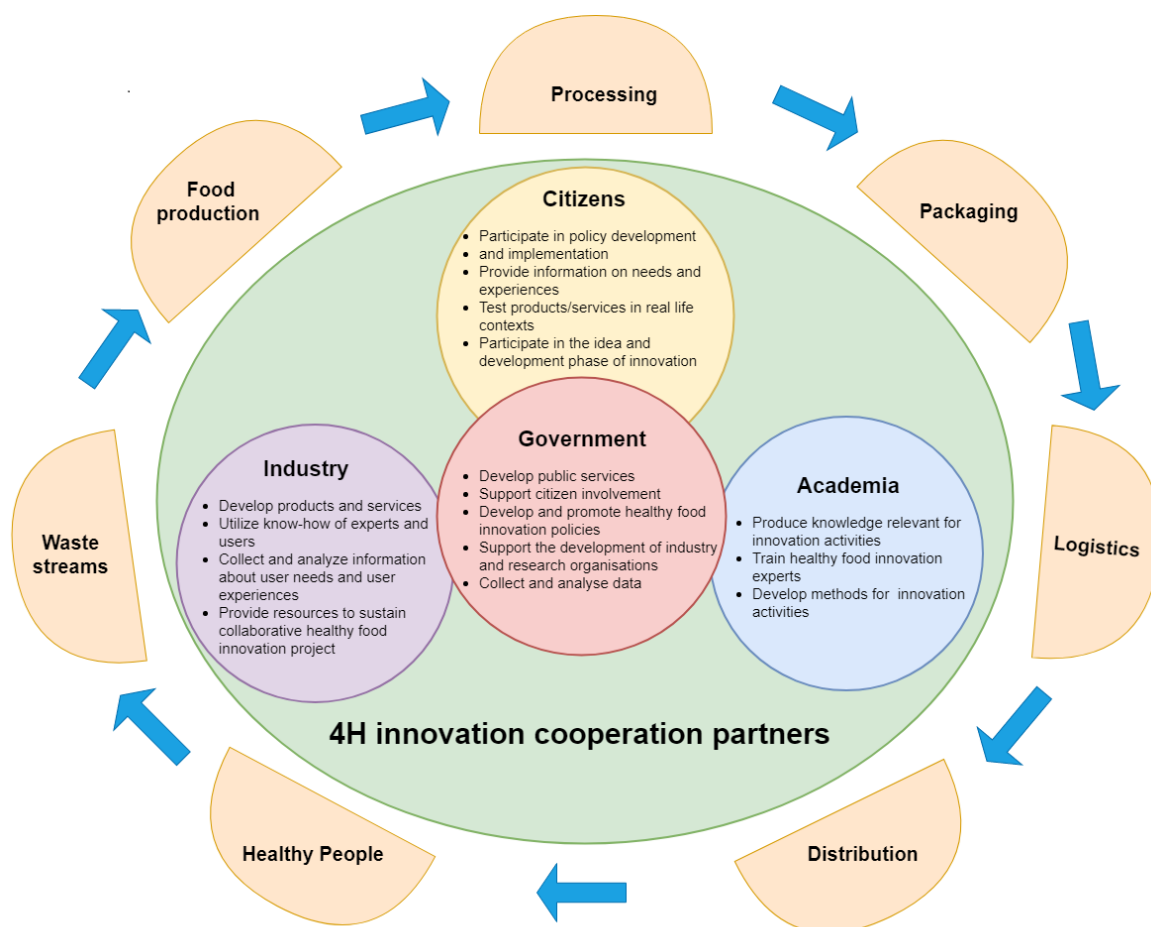 Processing
Food
production
Packaging
Citizens
• Participate in policy development
• and implementation
• Provide information on needs and
experiences
• Test products/services in real life
contexts
• Participate in the idea and
development phase of innovation
Government
• Develop public services
• Support citizen involvement
• Develop and promote healthy food
innovation policies
• Support the development of industry
and research organisations
• Collect and analyse data
Industry
• Develop products and services
• Utilize know-how of experts and
users
• Collect and analyze information
about user needs and user
experiences
• Provide resources to sustain
collaborative healthy food
innovation project
Academia
• Produce knowledge relevant for
innovation activities
• Train healthy food innovation
experts
• Develop methods for innovation
activities
Waste
streams
Logistics
4H innovation cooperation partners
Healthy People
Distribution